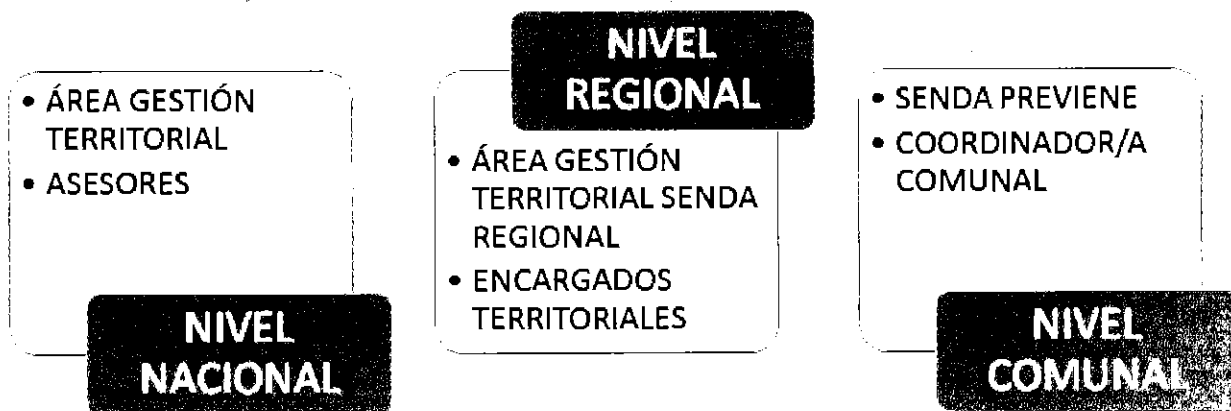 • ÁREA GESTIÓN
TERRITORIAL
• ASESORES
NIVEL
NACIONAL
NIVEL
REGIONAL
• ÁREA GESTIÓN
TERRITORIAL SENDA
REGIONAL
• ENCARGADOS
TERRITORIALES
• SENDA PREVIENE
• COORDINADOR/A
COMUNAL
NIVEL
COMUNAL